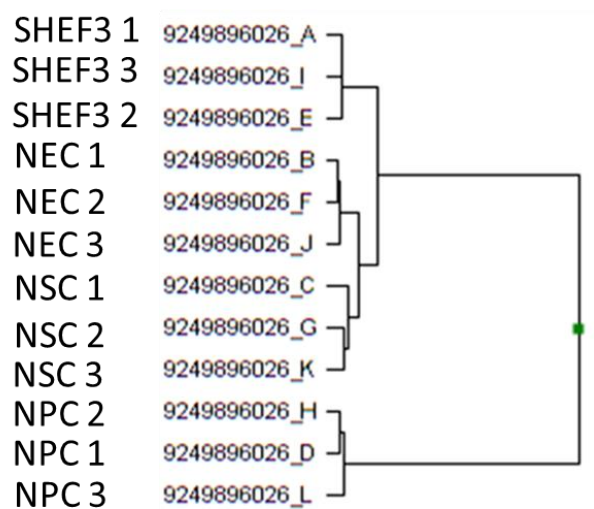 SHEF3 1 9249896026_A
SHEF3 3 9249896026_I
SHEF3 2 9249896026_E
NEC 1 9249896026_B
NEC 2 9249896026_F
NEC 3 9249896026_J
NSC 1 9249896026_C
NSC 2 9249896026_G
NSC 3 9249896026_K
NPC 2 9249896026_H
NPC 1 9249896026_D
NPC 3 9249896026_L